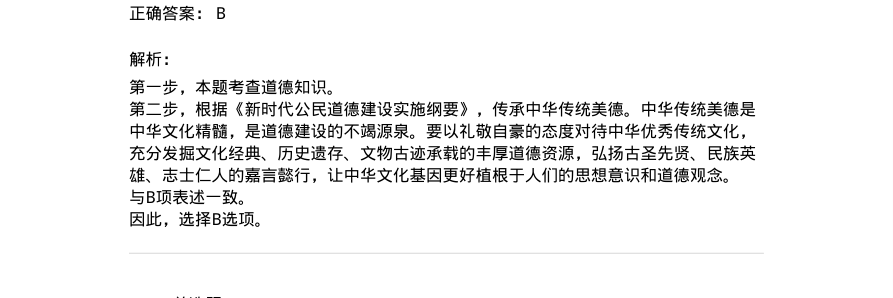 正确答案： B
解析：
第一步，本题考查道德知识。
第二步，根据《新时代公民道德建设实施纲要》，传承中华传统美德。中华传统美德是
中华文化精髓，是道德建设的不竭源泉。要以礼敬自豪的态度对待中华优秀传统文化，
充分发掘文化经典、历史遗存、文物古迹承载的丰厚道德资源，弘扬古圣先贤、民族英
雄、志士仁人的嘉言懿行，让中华文化基因更好植根于人们的思想意识和道德观念。
与B项表述一致。
因此，选择B选项。